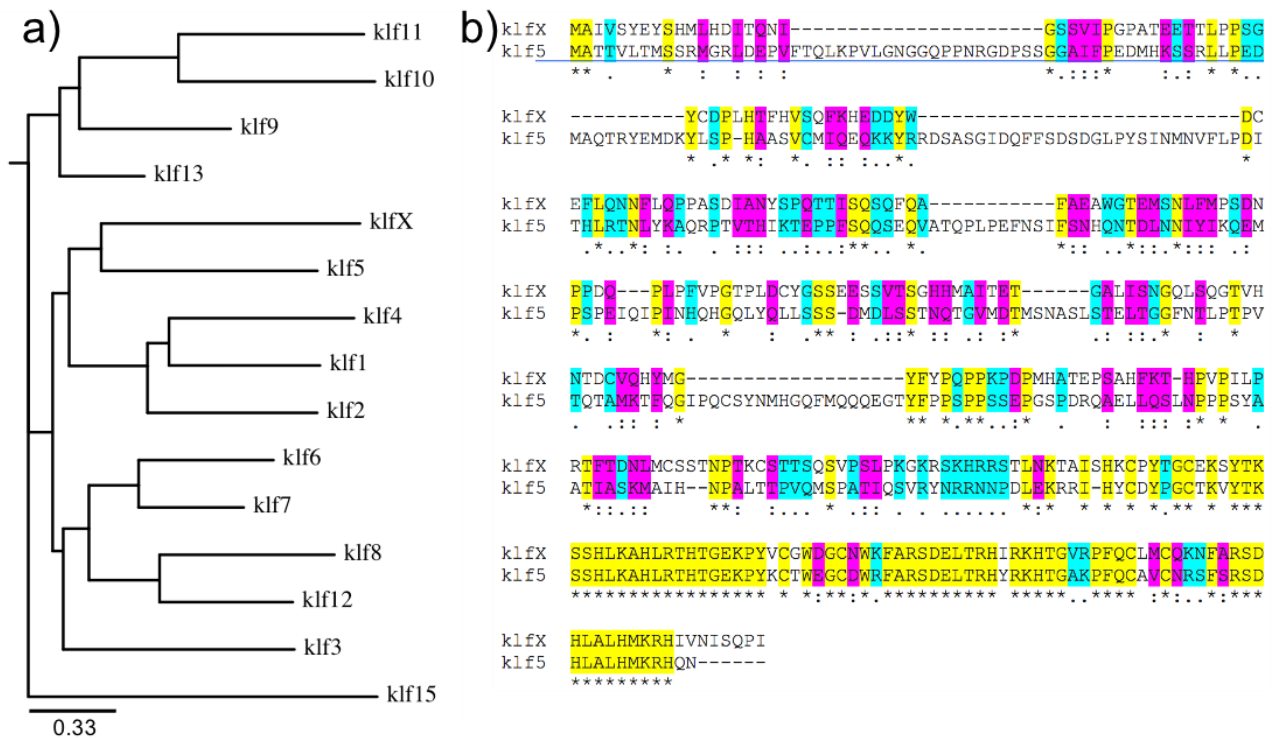 a)
klf11
klf10
klf9
klf13
klfX
klf5
klf4
klf1
klf2
klf6
klf7
klf8
klf12
klf3
klf15
0.33
b)
klfX MAIVSYEYSHMLHDITQNI----------------------GSSVIPGPATEETTLPPSG
klf5 MATTVLTMSSRMGRLDEPVFTQLKPVLGNGGQPPNRGDPSSGGAIFPEDMHKSSRLLPED
** . * : : : : *.:::* :.: * *..
klfX ----------YCDPLHTFHVSQFKHEDDYW----------------------------DC
klf5 MAQTRYEMDKYLSP-HAASVCMIQEQKKYRRDSASGIDQFFSDSDGLPYSINMNVFLPDI
* .* *: *. ::.:..*. *
klfX EFLQNNFLQPPASDIANYSPQTTISQSQFQA-----------FAEAWGTEMSNLFMPSDN
klf5 THLRTNLYKAQRPTVTHIKTEPPFSQQSEQVATQPLPEFNSIFSNHQNTDLNNIYIKQEM
.*..*: : . ::: .:...**.. *. *:: .*::.*::: .:
klfX PPDQ---PLPFVPGTPLDCYGSSEESSVTSGHHMAITET------GALISNGQLSQGTVH
klf5 PSPEIQIPINHQHGQLYQLLSSS-DMDLSSTNQTGVMDTMSNASLSTELTGGFNTLPTPV
*. : *: . * : .** : .::*.:: .: :* .: ::.* : *
klfX NTDCVQHYMG-------------------YFYPQPPKPDPMHATEPSAHFKT-HPVPILP
klf5 TQTAMKTFQGIPQCSYNMHGQFMQQQEGTYFPPSPPSSEPGSPDRQAELLQSLNPPPSYA
. .:: : * ** *.**..:* : ::: :* * .
klfX RTFTDNLMCSSTNPTKCSTTSQSVPSLPKGKRSKHRRSTLNKTAISHKCPYTGCEKSYTK
klf5 ATIASKMAIH--NPALTTPVQMSPATIQSVRYNRRNNPDLEKRRI-HYCDYPGCTKVYTK
*::.:: **: :... * .:: . ...... *:* * * * * ** * ***
klfX SSHLKAHLRTHTGEKPYVCGWDGCNWKFARSDELTRHIRKHTGVRPFQCLMCQKNFARSD
klf5 SSHLKAHLRTHTGEKPYKCTWEGCDWRFARSDELTRHYRKHTGAKPFQCAVCNRSFSRSD
***************** * *:**:*.********** *****..**** :*:..*:***
klfX HLALHMKRHIVNISQPI
klf5 HLALHMKRHQN------
*********